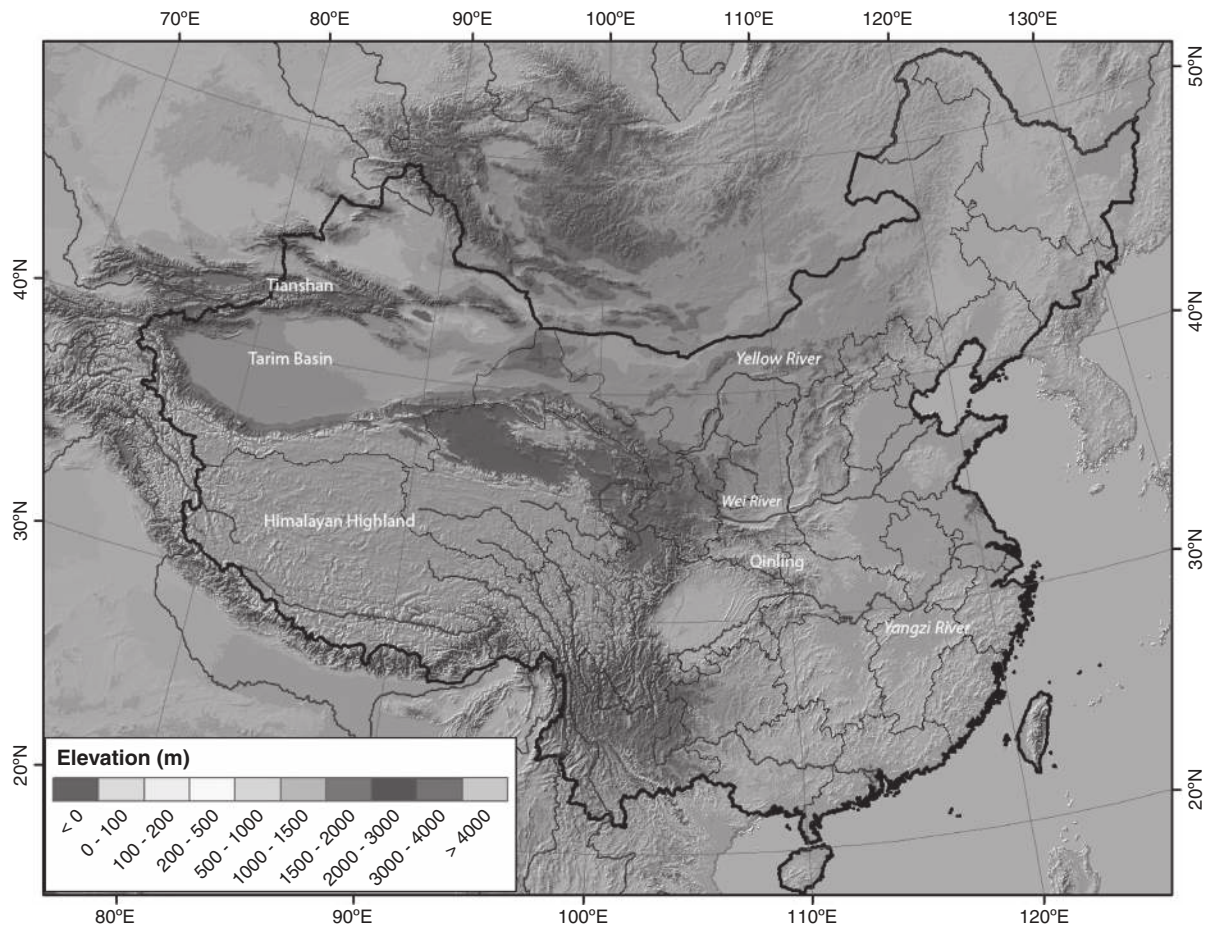 70ºE 80ºE 90ºE 100ºE 110ºE 120ºE 130ºE
50ºN
40ºN
Tianshan
40ºN
Tarim Basin
Yellow River
Wei River
30ºN
Himalayan Highland
30ºN
Qinling
Yangzi River
20ºN
20ºN
Elevation (m)
< 0
0 - 100
100 - 200
200 - 500
500 - 1000
1000 - 1500
1500 - 2000
2000 - 3000
3000 - 4000
> 4000
80ºE 90ºE 100ºE 110ºE 120ºE